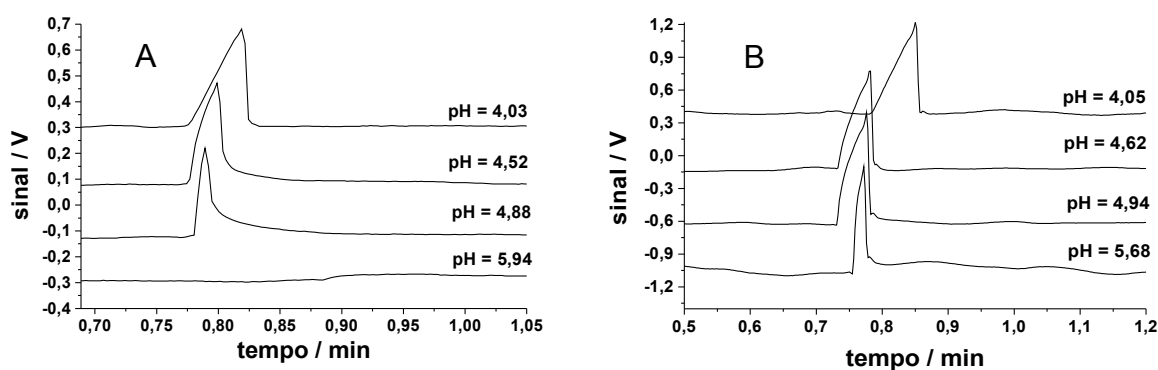 A
sinal / V
0,7
0,6
0,5
0,4
0,3
0,2
0,1
0,0
-0,1
-0,2
-0,3
-0,4
pH = 4,03
pH = 4,52
pH = 4,88
pH = 5,94
0,70 0,75 0,80 0,85 0,90 0,95 1,00 1,05
tempo / min
B
sinal / V
1,2
0,9
0,6
0,3
0,0
-0,3
-0,6
-0,9
-1,2
pH = 4,05
pH = 4,62
pH = 4,94
pH = 5,68
0,5 0,6 0,7 0,8 0,9 1,0 1,1 1,2
tempo / min